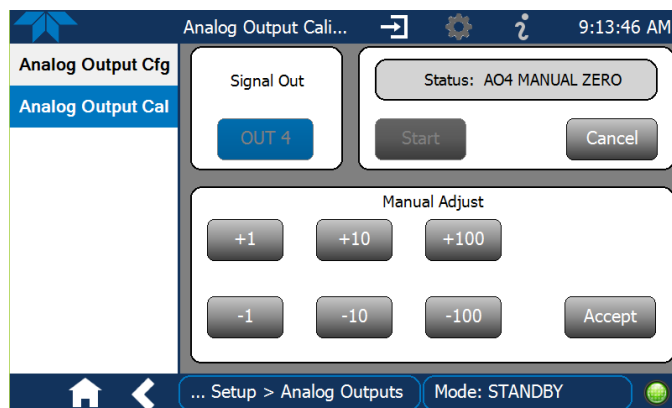 Analog Output Cali... 9:13:46 AM
Analog Output Cfg
Analog Output Cal
Signal Out
OUT 4
Status: AO4 MANUAL ZERO
Start
Cancel
Manual Adjust
+1
+10
+100
-1
-10
-100
Accept
... Setup > Analog Outputs
Mode: STANDBY